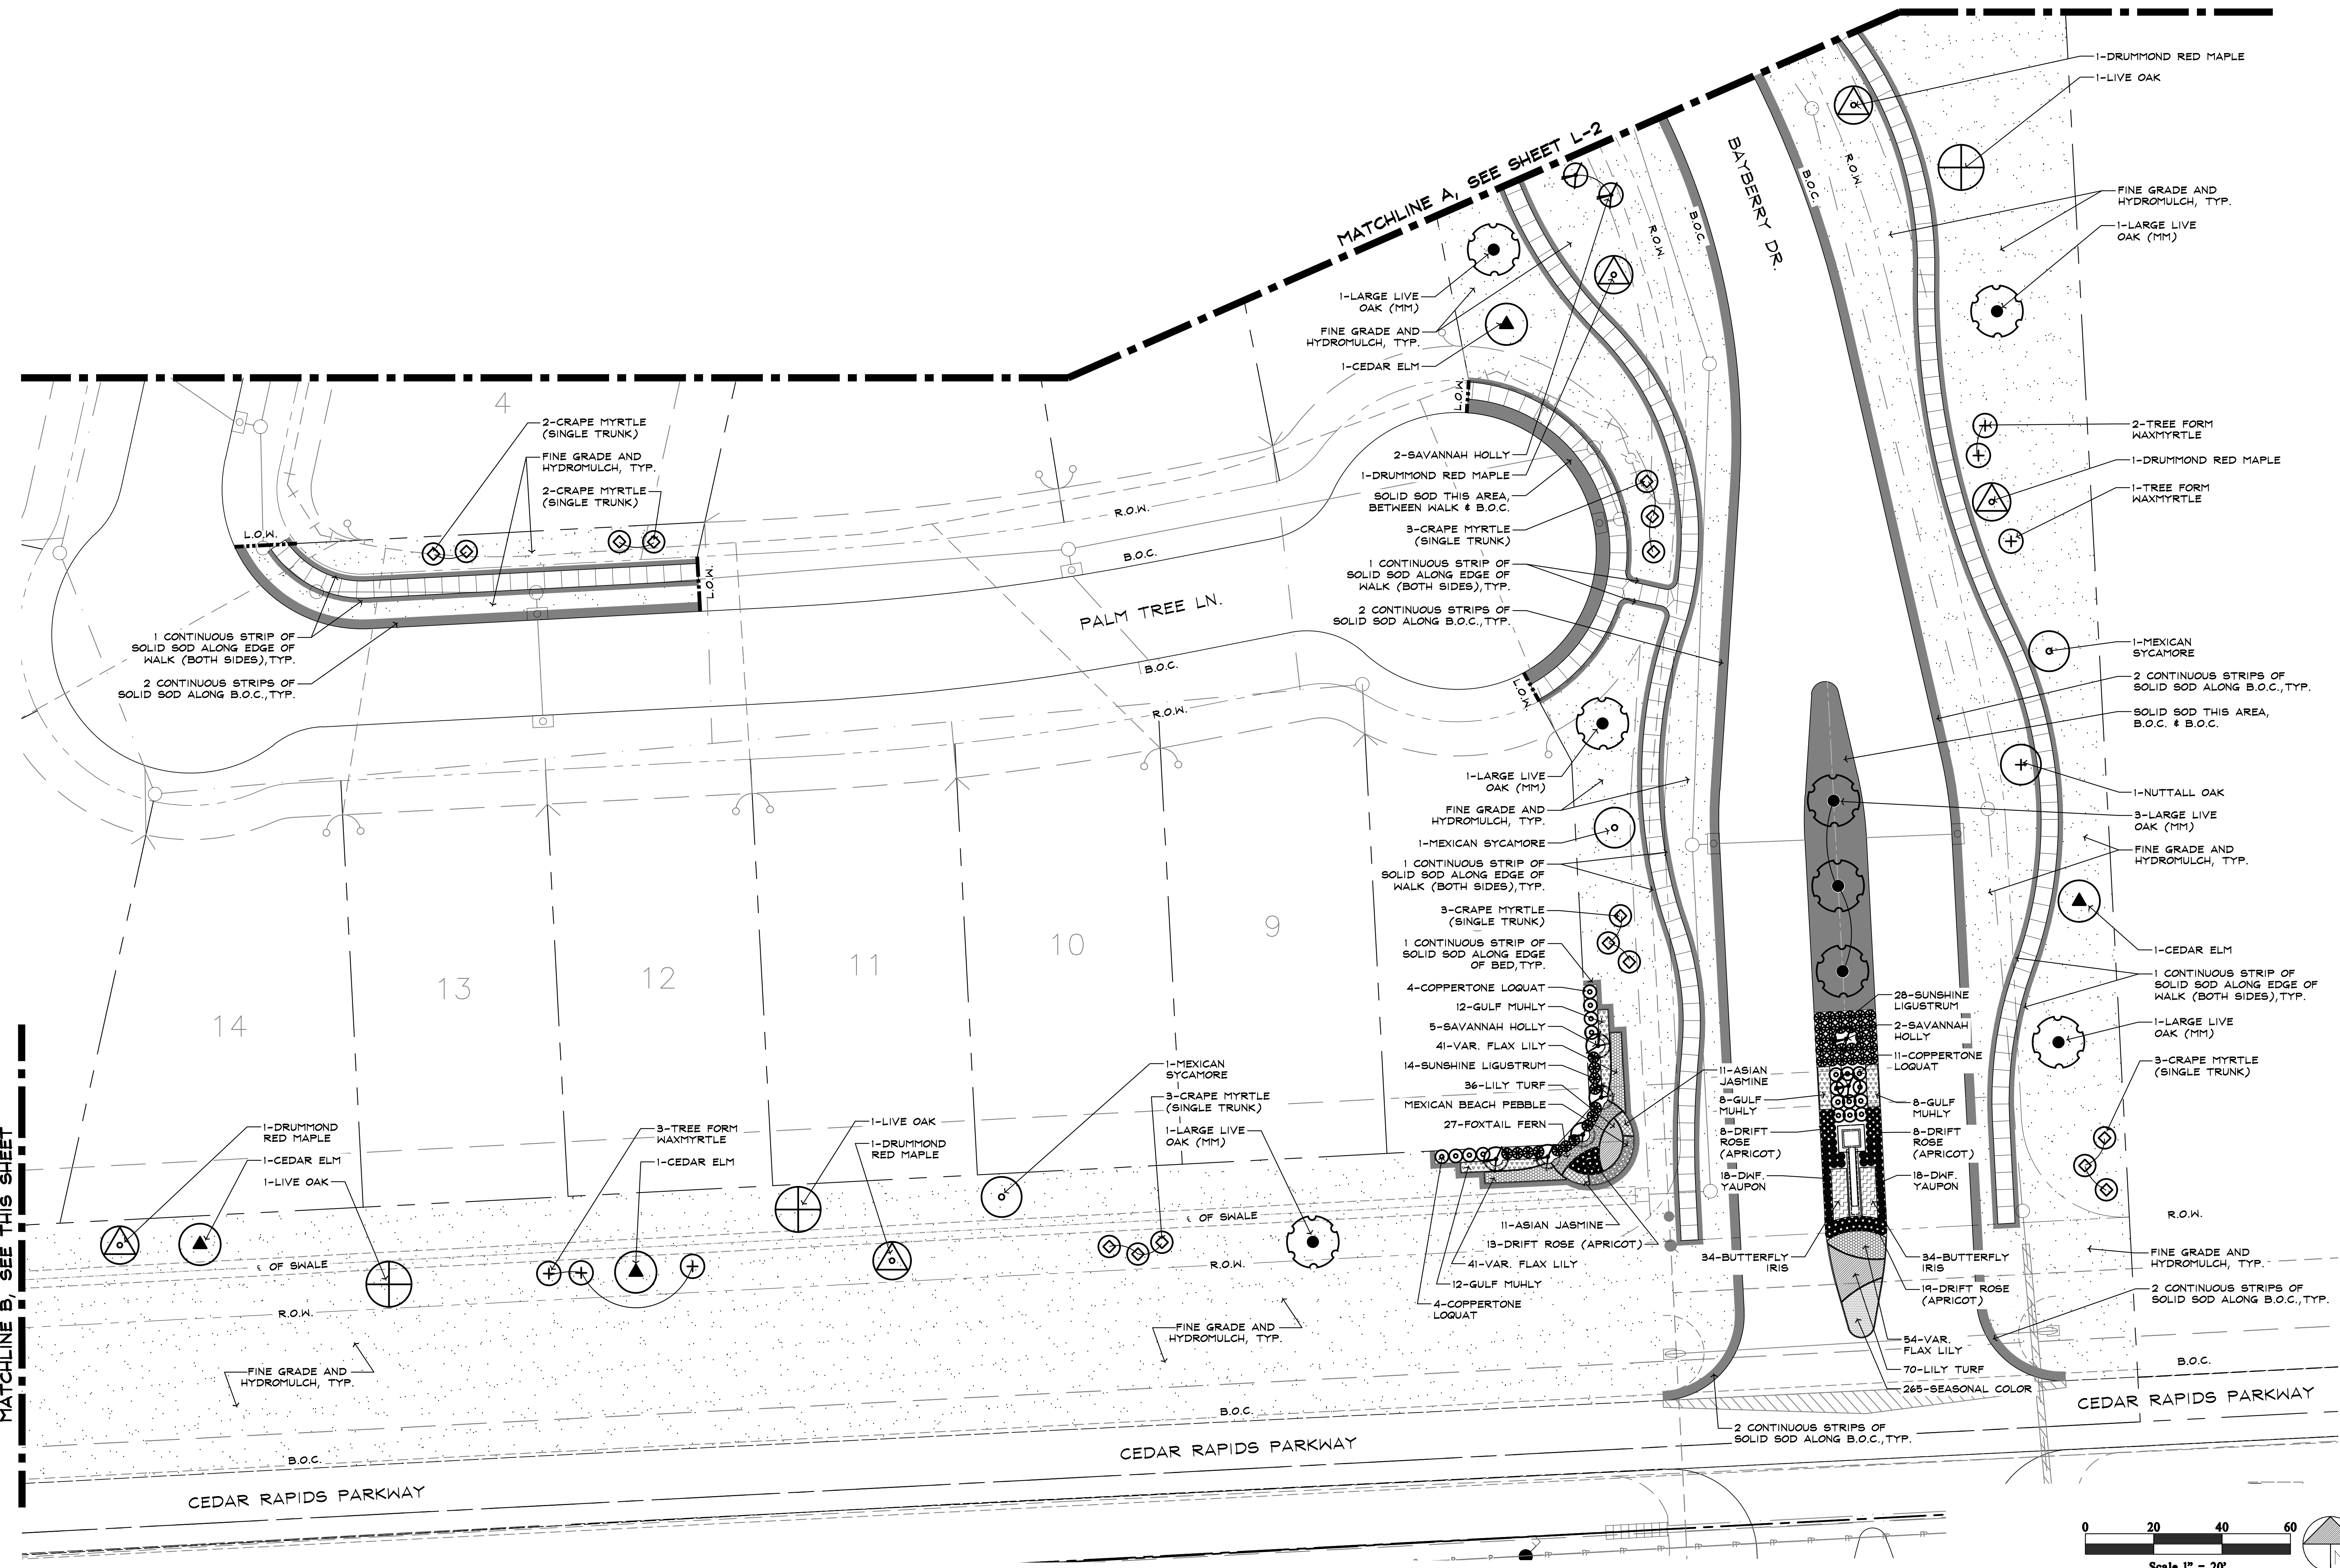 1-DRUMMOND RED MAPLE
1-LIVE OAK
FINE GRADE AND
HYDROMULCH, TYP.
1-LARGE LIVE
OAK (MM)
2-TREE FORM
WAXMYRTLE
1-DRUMMOND RED MAPLE
1-TREE FORM
WAXMYRTLE
1-MEXICAN
SYCAMORE
2 CONTINUOUS STRIPS OF
SOLID SOD ALONG B.O.C.,TYP.
SOLID SOD THIS AREA,
B.O.C. & B.O.C.
1-NUTTALL OAK
3-LARGE LIVE
OAK (MM)
FINE GRADE AND
HYDROMULCH, TYP.
1-CEDAR ELM
1 CONTINUOUS STRIP OF
SOLID SOD ALONG EDGE OF
WALK (BOTH SIDES),TYP.
1-LARGE LIVE
OAK (MM)
3-CRAPE MYRTLE
(SINGLE TRUNK)
R.O.W.
FINE GRADE AND
HYDROMULCH, TYP.
2 CONTINUOUS STRIPS OF
SOLID SOD ALONG B.O.C.,TYP.
B.O.C.
CEDAR RAPIDS PARKWAY
MATCHLINE A, SEE SHEET L-2
BAYBERRY DR.
B.O.C.
R.O.W.
R.O.W.
B.O.C.
1-LARGE LIVE
OAK (MM)
FINE GRADE AND
HYDROMULCH, TYP.
1-CEDAR ELM
L.O.W.
2-SAVANNAH HOLLY
1-DRUMMOND RED MAPLE
SOLID SOD THIS AREA,
BETWEEN WALK & B.O.C.
3-CRAPE MYRTLE
(SINGLE TRUNK)
1 CONTINUOUS STRIP OF
SOLID SOD ALONG EDGE OF
WALK (BOTH SIDES),TYP.
2 CONTINUOUS STRIPS OF
SOLID SOD ALONG B.O.C.,TYP.
L.O.W.
1-LARGE LIVE
OAK (MM)
FINE GRADE AND
HYDROMULCH, TYP.
1-MEXICAN SYCAMORE
1 CONTINUOUS STRIP OF
SOLID SOD ALONG EDGE OF
WALK (BOTH SIDES),TYP.
3-CRAPE MYRTLE
(SINGLE TRUNK)
1 CONTINUOUS STRIP OF
SOLID SOD ALONG EDGE
OF BED,TYP.
4-COPPERTONE LOQUAT
12-GULF MUHLY
5-SAVANNAH HOLLY
41-VAR. FLAX LILY
14-SUNSHINE LIGUSTRUM
36-LILY TURF
MEXICAN BEACH PEBBLE
27-FOXTAIL FERN
11-ASIAN
JASMINE
11-ASIAN JASMINE
13-DRIFT ROSE (APRICOT)
41-VAR. FLAX LILY
12-GULF MUHLY
4-COPPERTONE
LOQUAT
28-SUNSHINE
LIGUSTRUM
2-SAVANNAH
HOLLY
11-COPPERTONE
LOQUAT
8-GULF
MUHLY
8-GULF
MUHLY
8-DRIFT
ROSE
(APRICOT)
8-DRIFT
ROSE
(APRICOT)
18-DWF.
YAUPON
18-DWF.
YAUPON
34-BUTTERFLY
IRIS
34-BUTTERFLY
IRIS
19-DRIFT ROSE
(APRICOT)
54-VAR.
FLAX LILY
70-LILY TURF
265-SEASONAL COLOR
2 CONTINUOUS STRIPS OF
SOLID SOD ALONG B.O.C.,TYP.
4
2-CRAPE MYRTLE
(SINGLE TRUNK)
FINE GRADE AND
HYDROMULCH, TYP.
2-CRAPE MYRTLE
(SINGLE TRUNK)
L.O.W.
L.O.W.
1 CONTINUOUS STRIP OF
SOLID SOD ALONG EDGE OF
WALK (BOTH SIDES),TYP.
2 CONTINUOUS STRIPS OF
SOLID SOD ALONG B.O.C.,TYP.
R.O.W.
B.O.C.
PALM TREE LN.
B.O.C.
R.O.W.
14
13
12
11
10
9
1-DRUMMOND
RED MAPLE
1-CEDAR ELM
1-LIVE OAK
3-TREE FORM
WAXMYRTLE
1-CEDAR ELM
1-LIVE OAK
1-DRUMMOND
RED MAPLE
1-MEXICAN
SYCAMORE
3-CRAPE MYRTLE
(SINGLE TRUNK)
1-LARGE LIVE
OAK (MM)
OF SWALE
OF SWALE
R.O.W.
R.O.W.
FINE GRADE AND
HYDROMULCH, TYP.
FINE GRADE AND
HYDROMULCH, TYP.
B.O.C.
B.O.C.
CEDAR RAPIDS PARKWAY
CEDAR RAPIDS PARKWAY
MATCHLINE B, SEE THIS SHEET
0 20 40 60
Scale 1" = 20'